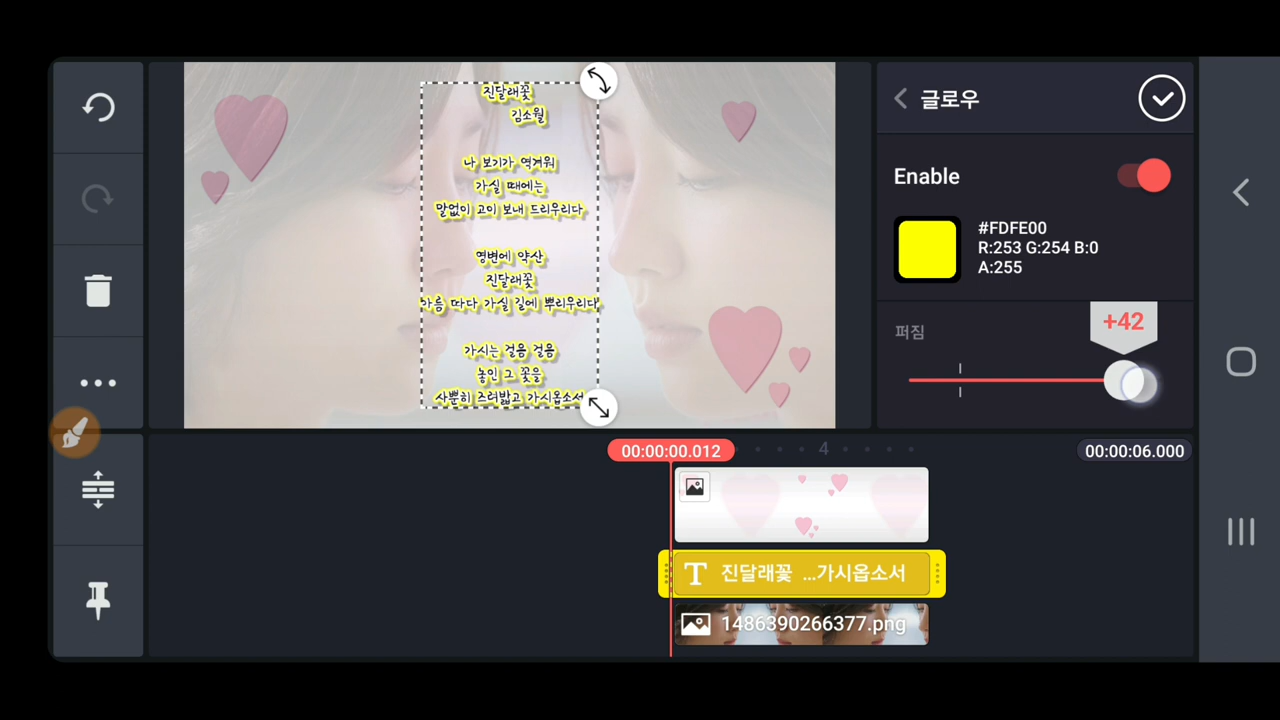 진달래꽃
김소월
나 보기가 역겨워
가실 때에는
말없이 고이 보내 드리우리다
영변에 약산
진달래꽃
아름 따다 가실 길에 뿌리우리다
가시는 걸음 걸음
놓인 그 꽃을
사뿐히 즈려밟고 가시옵소서
글로우
Enable
#FDFE00
R:253 G:254 B:0
A:255
퍼짐
+42
00:00:00.012
4
00:00:06.000
T 진달래꽃 ...가시옵소서
1486390266377.png